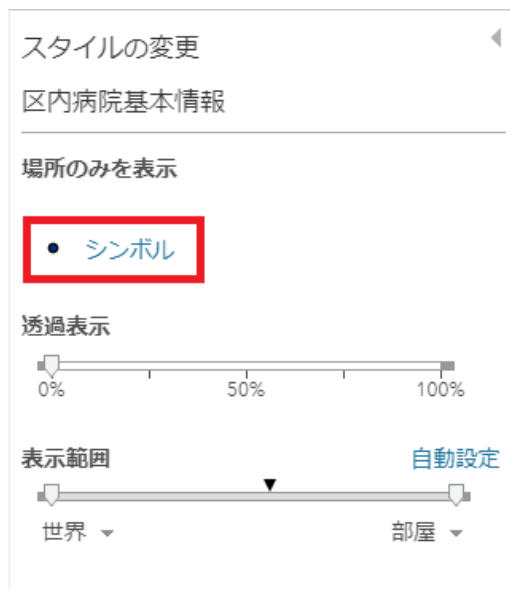 スタイルの変更
区内病院基本情報
場所のみを表示
シンボル
透過表示
0% 50% 100%
表示範囲 自動設定
世界 部屋